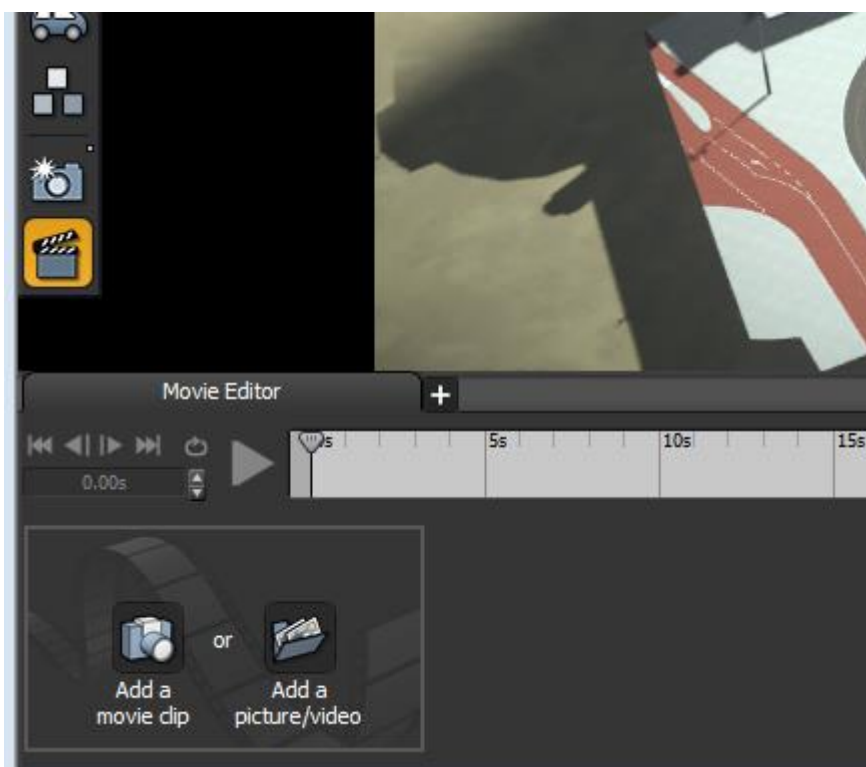 Movie Editor
+
5s
10s
15s
0.00s
or
Add a
movie clip
Add a
picture/video